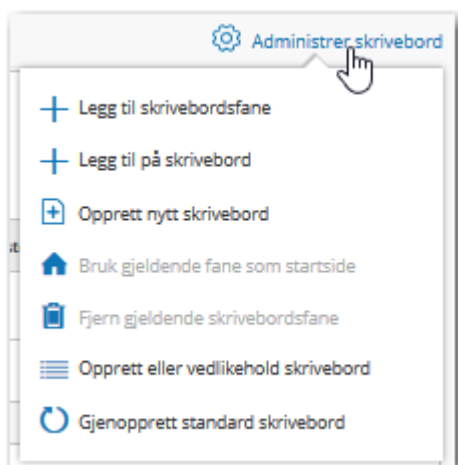 Administrer skrivebord
Legg til skrivebordsfane
Legg til på skrivebord
Opprett nytt skrivebord
Bruk gjeldende fane som startside
Fjern gjeldende skrivebordsfane
Opprett eller vedlikehold skrivebord
Gjenopprett standard skrivebord